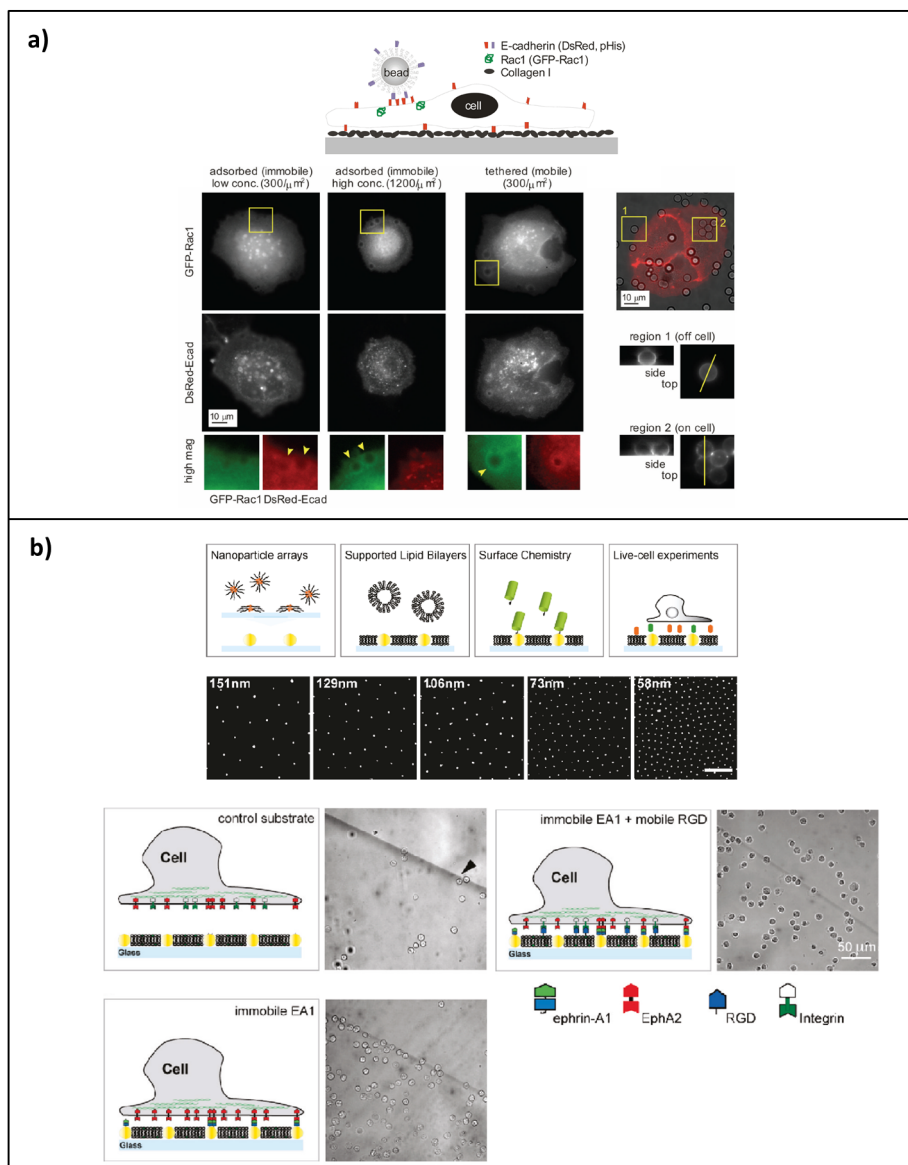 a)
E-cadherin (DsRed, pHis)
Rac1 (GFP-Rac1)
Collagen I
bead
cell
adsorbed (immobile)
low conc. (300/μm²)
adsorbed (immobile)
high conc. (1200/μm²)
tethered (mobile)
(300/μm²)
GFP-Rac1
1
2
10 μm
DsRed-Ecad
10 μm
region 1 (off cell)
side
top
region 2 (on cell)
side
top
high mag
GFP-Rac1 DsRed-Ecad
b)
Nanoparticle arrays
Supported Lipid Bilayers
Surface Chemistry
Live-cell experiments
151nm
129nm
106nm
73nm
58nm
control substrate
Cell
Glass
immobile EA1 + mobile RGD
Cell
Glass
50 μm
ephrin-A1
EphA2
RGD
Integrin
immobile EA1
Cell
Glass